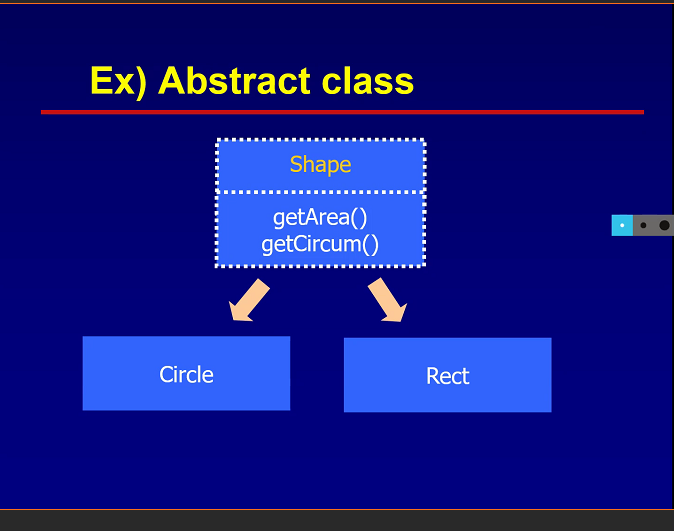 Ex) Abstract class
Shape
getArea()
getCircum()
Circle
Rect